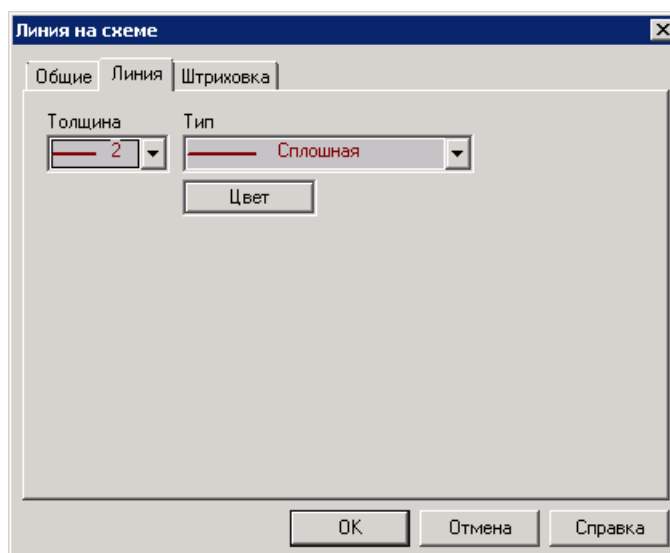 Линия на схеме
Общие Линия Штриховка
Толщина Тип
2 Сплошная
Цвет
OK Отмена Справка